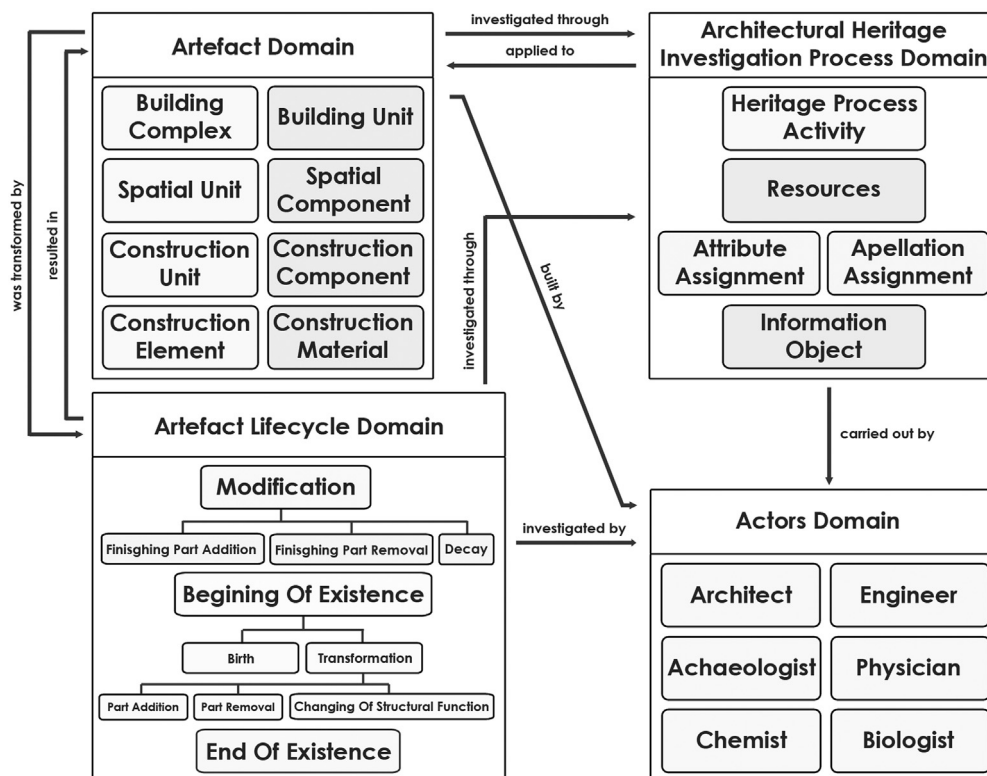 investigated through
applied to
Artefact Domain
Architectural Heritage
Investigation Process Domain
Building
Complex
Building Unit
Spatial Unit
Spatial
Component
Construction
Unit
Construction
Component
Construction
Element
Construction
Material
Heritage Process
Activity
Resources
Attribute
Assignment
Apellation
Assignment
Information
Object
was transformed by
resulted in
investigated through
built by
carried out by
Artefact Lifecycle Domain
Modification
Finisghing Part Addition
Finisghing Part Removal
Decay
Begining Of Existence
Birth
Transformation
Part Addition
Part Removal
Changing Of Structural Function
End Of Existence
investigated by
Actors Domain
Architect
Engineer
Achaeologist
Physician
Chemist
Biologist